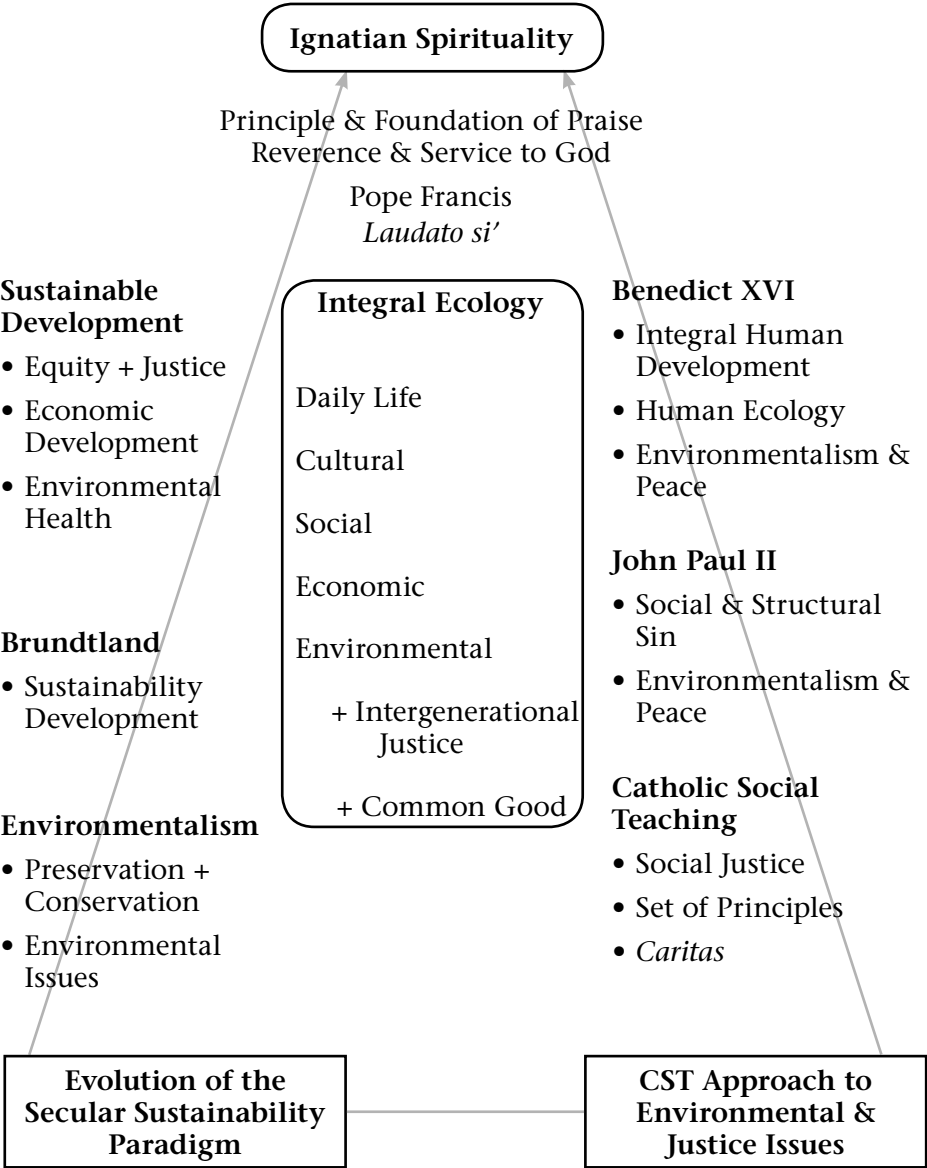 Ignatian Spirituality
Principle & Foundation of Praise
Reverence & Service to God
Pope Francis
Laudato si’
Sustainable
Development
• Equity + Justice
• Economic
Development
• Environmental
Health
Brundtland
• Sustainability
Development
Environmentalism
• Preservation +
Conservation
• Environmental
Issues
Integral Ecology
Daily Life
Cultural
Social
Economic
Environmental
+ Intergenerational
Justice
+ Common Good
Benedict XVI
• Integral Human
Development
• Human Ecology
• Environmentalism &
Peace
John Paul II
• Social & Structural
Sin
• Environmentalism &
Peace
Catholic Social
Teaching
• Social Justice
• Set of Principles
• Caritas
Evolution of the
Secular Sustainability
Paradigm
CST Approach to
Environmental &
Justice Issues